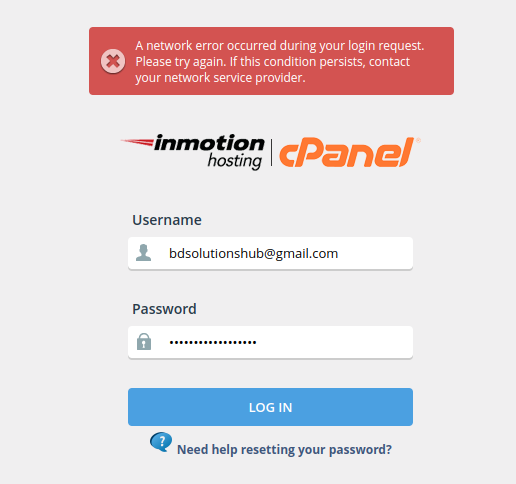 A network error occurred during your login request.
Please try again. If this condition persists, contact
your network service provider.
inmotion
hosting
cPanel
Username
bdsolutionshub@gmail.com
Password
••••••••••••••••••
LOG IN
? Need help resetting your password?